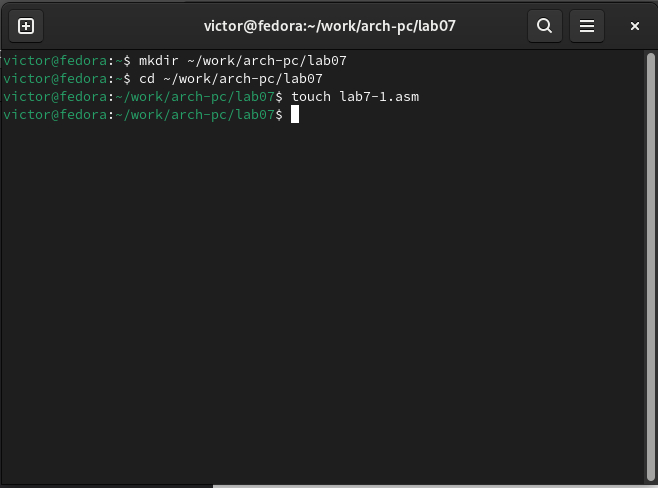 victor@fedora:~/work/arch-pc/lab07
victor@fedora:~$ mkdir ~/work/arch-pc/lab07
victor@fedora:~$ cd ~/work/arch-pc/lab07
victor@fedora:~/work/arch-pc/lab07$ touch lab7-1.asm
victor@fedora:~/work/arch-pc/lab07$